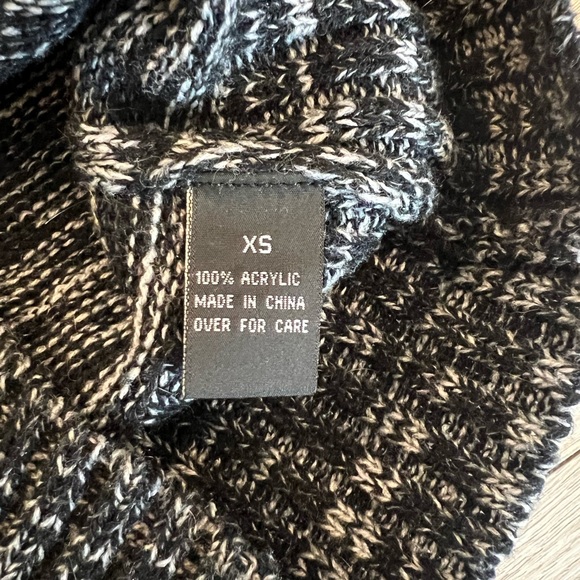 XS
100% ACRYLIC
MADE IN CHINA
OVER FOR CARE